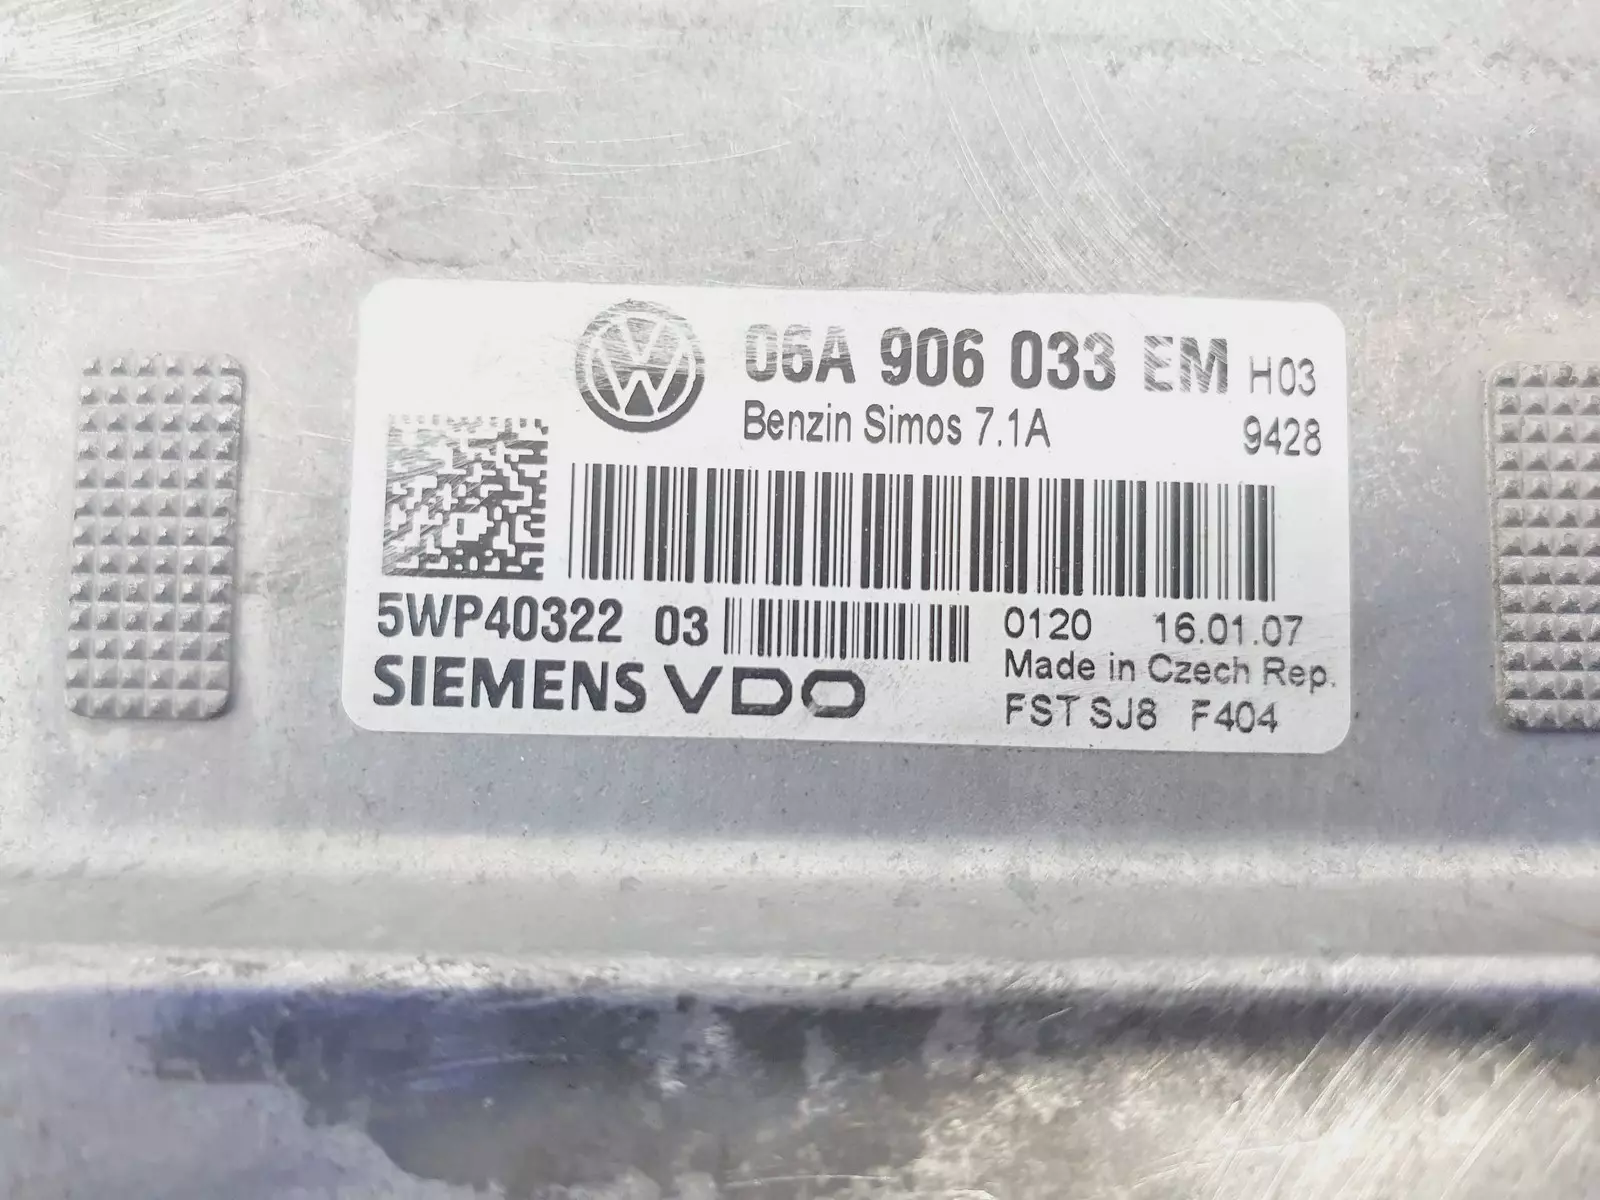 06A 906 033 EM H03
Benzin Simos 7.1A 9428
5WP40322 03 0120 16.01.07
SIEMENS VDO Made in Czech Rep.
FST SJ8 F404